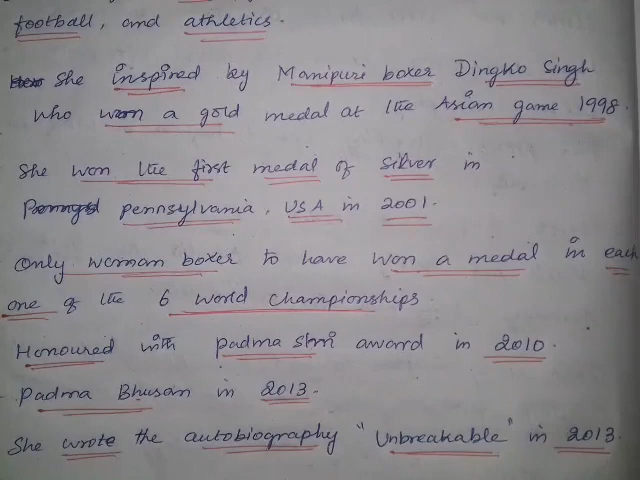 football, and athletics.
She inspired by Manipuri boxer Dingko Singh
who won a gold medal at the Asian game 1998.
She won the first medal of Silver in
pennsylvania, USA in 2001.
Only woman boxer to have won a medal in each
one of the 6 world championships.
Honoured with padma shri award in 2010.
padma Bhusan in 2013.
She wrote the autobiography "Unbreakable" in 2013.